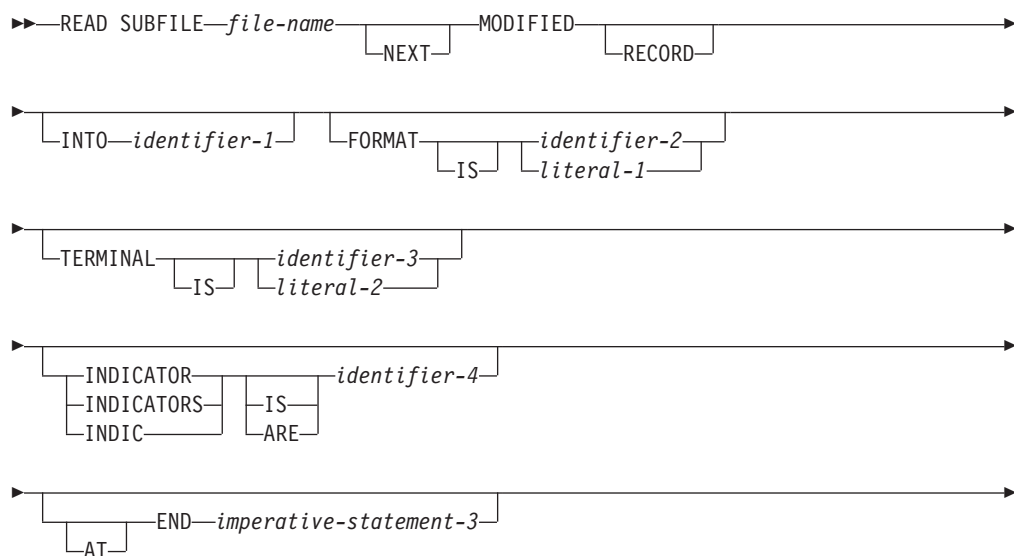 READ SUBFILE file-name MODIFIED
NEXT RECORD
INTO identifier-1 FORMAT identifier-2
IS literal-1
TERMINAL identifier-3
IS literal-2
INDICATOR identifier-4
INDICATORS IS
INDIC ARE
END imperative-statement-3
AT